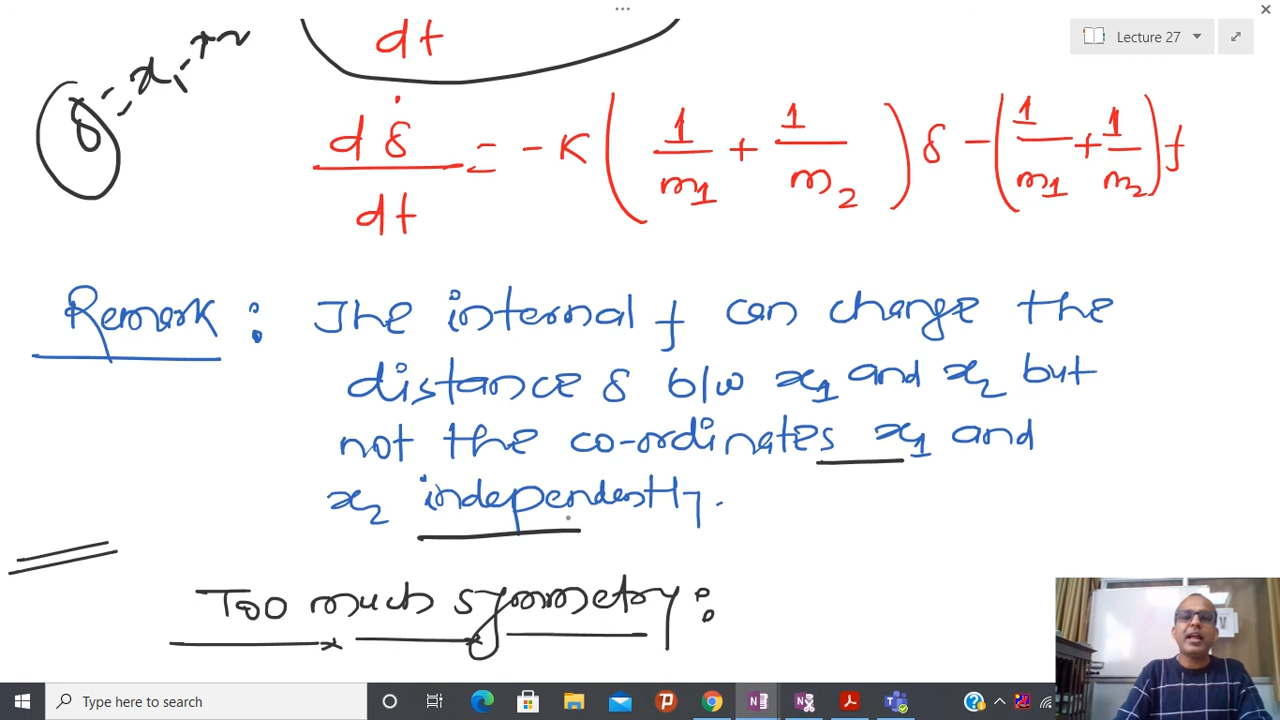 Lecture 27
dt
δ = x1 - x2
dδ̇/dt = -K (1/m1 + 1/m2) δ - (1/m1 + 1/m2) f
Remark: The internal f can change the
distance δ b/w x1 and x2 but
not the co-ordinates x1 and
x2 independently.
Too much symmetry:
Type here to search